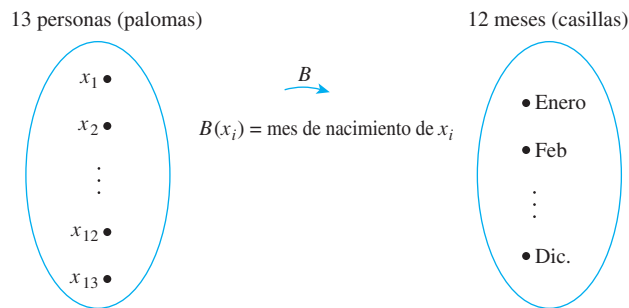 13 personas (palomas)
12 meses (casillas)
x₁
x₂
⋮
x₁₂
x₁₃
B
B(xᵢ) = mes de nacimiento de xᵢ
Enero
Feb
⋮
Dic.